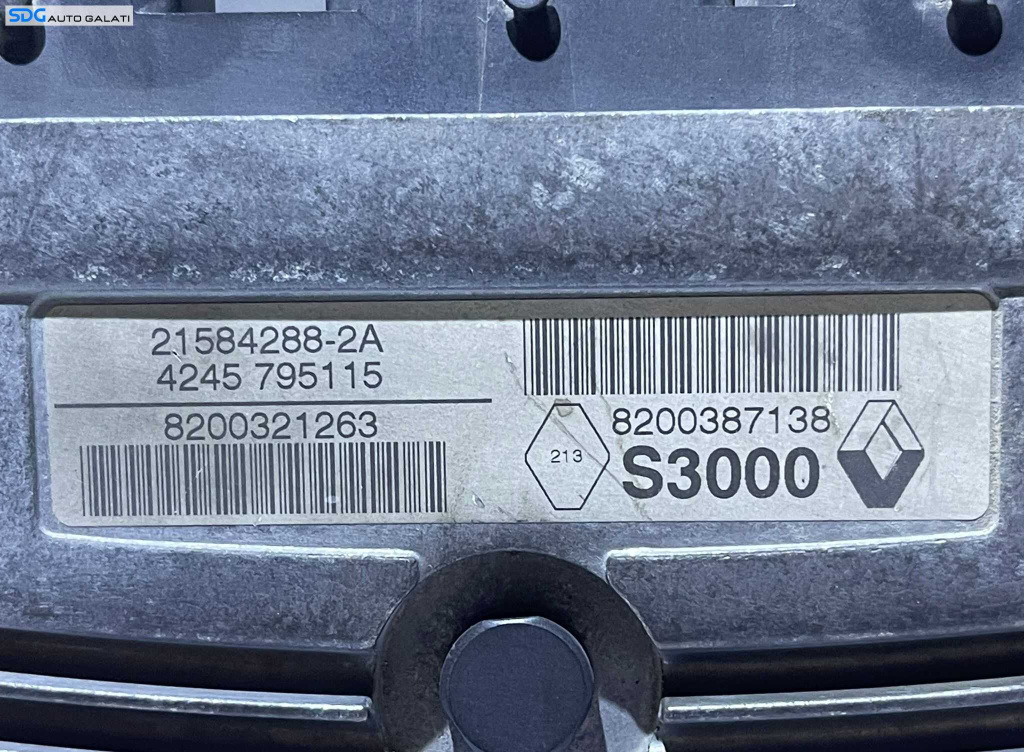 SDG AUTO GALATI
21584288-2A
4245 795115
8200321263
8200387138
213
S3000